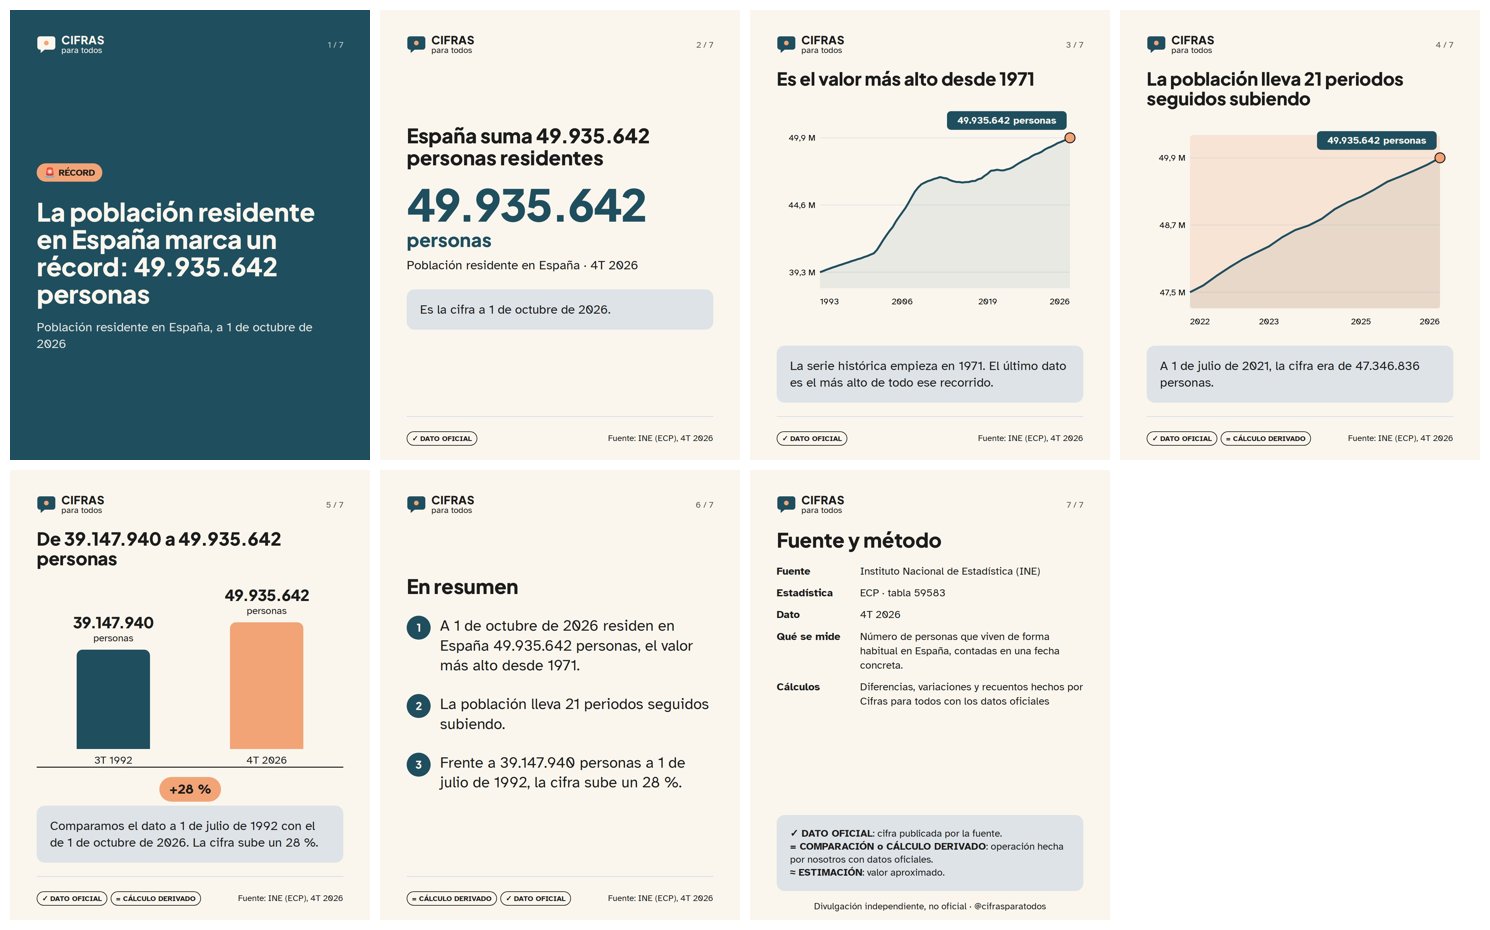 CIFRAS
para todos
1 / 7
🚨 RÉCORD
La población residente
en España marca un
récord: 49.935.642
personas
Población residente en España, a 1 de octubre de
2026
CIFRAS
para todos
2 / 7
España suma 49.935.642
personas residentes
49.935.642
personas
Población residente en España · 4T 2026
Es la cifra a 1 de octubre de 2026.
✓ DATO OFICIAL
Fuente: INE (ECP), 4T 2026
CIFRAS
para todos
3 / 7
Es el valor más alto desde 1971
49.935.642 personas
49,9 M
44,6 M
39,3 M
1993 2006 2019 2026
La serie histórica empieza en 1971. El último dato
es el más alto de todo ese recorrido.
✓ DATO OFICIAL
Fuente: INE (ECP), 4T 2026
CIFRAS
para todos
4 / 7
La población lleva 21 periodos
seguidos subiendo
49.935.642 personas
49,9 M
48,7 M
47,5 M
2022 2023 2025 2026
A 1 de julio de 2021, la cifra era de 47.346.836
personas.
✓ DATO OFICIAL = CÁLCULO DERIVADO
Fuente: INE (ECP), 4T 2026
CIFRAS
para todos
5 / 7
De 39.147.940 a 49.935.642
personas
49.935.642
personas
39.147.940
personas
3T 1992 4T 2026
+28 %
Comparamos el dato a 1 de julio de 1992 con el
de 1 de octubre de 2026. La cifra sube un 28 %.
✓ DATO OFICIAL = CÁLCULO DERIVADO
Fuente: INE (ECP), 4T 2026
CIFRAS
para todos
6 / 7
En resumen
1 A 1 de octubre de 2026 residen en
España 49.935.642 personas, el valor
más alto desde 1971.
2 La población lleva 21 periodos seguidos
subiendo.
3 Frente a 39.147.940 personas a 1 de
julio de 1992, la cifra sube un 28 %.
= CÁLCULO DERIVADO ✓ DATO OFICIAL
Fuente: INE (ECP), 4T 2026
CIFRAS
para todos
7 / 7
Fuente y método
Fuente Instituto Nacional de Estadística (INE)
Estadística ECP · tabla 59583
Dato 4T 2026
Qué se mide Número de personas que viven de forma
habitual en España, contadas en una fecha
concreta.
Cálculos Diferencias, variaciones y recuentos hechos por
Cifras para todos con los datos oficiales
✓ DATO OFICIAL: cifra publicada por la fuente.
= COMPARACIÓN o CÁLCULO DERIVADO: operación hecha
por nosotros con datos oficiales.
≈ ESTIMACIÓN: valor aproximado.
Divulgación independiente, no oficial · @cifrasparatodos